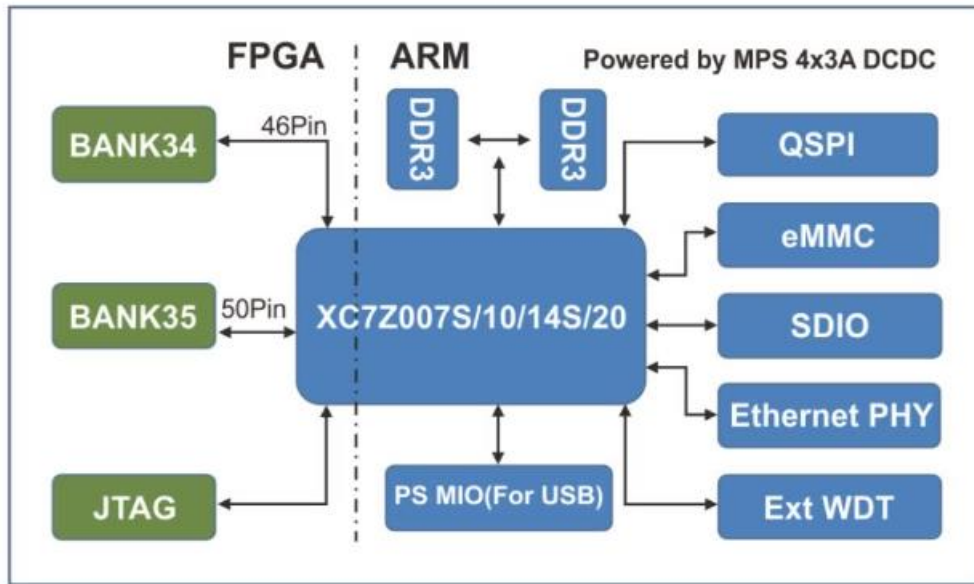 FPGA
ARM
Powered by MPS 4x3A DCDC
BANK34
46Pin
DDR3
DDR3
QSPI
eMMC
BANK35
50Pin
XC7Z007S/10/14S/20
SDIO
Ethernet PHY
JTAG
PS MIO(For USB)
Ext WDT